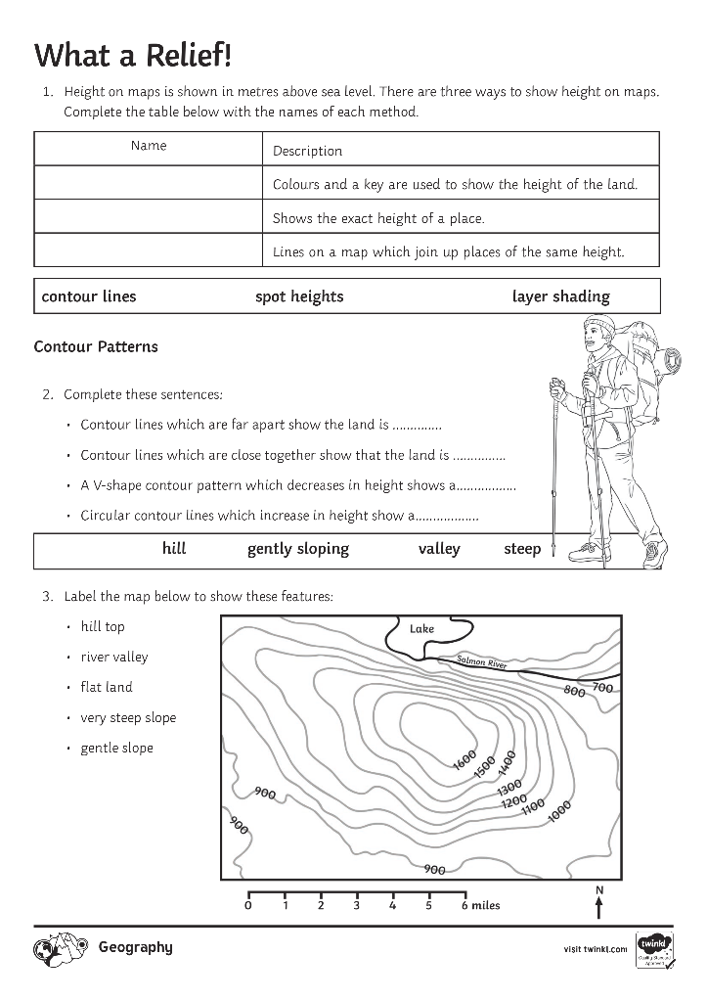 What a Relief!
1. Height on maps is shown in metres above sea level. There are three ways to show height on maps.
Complete the table below with the names of each method.
Name
Description
Colours and a key are used to show the height of the land.
Shows the exact height of a place.
Lines on a map which join up places of the same height.
contour lines spot heights layer shading
Contour Patterns
2. Complete these sentences:
• Contour lines which are far apart show the land is ..............
• Contour lines which are close together show that the land is ...............
• A V-shape contour pattern which decreases in height shows a.................
• Circular contour lines which increase in height show a..................
hill gently sloping valley steep
3. Label the map below to show these features:
• hill top
• river valley
• flat land
• very steep slope
• gentle slope
Lake
Salmon River
800 700
1600
1500
1400
1300
1200
1100
1000
900
900
900
0 1 2 3 4 5 6 miles
N
Geography
visit twinkl.com
twinkl
Quality Standard
Approved